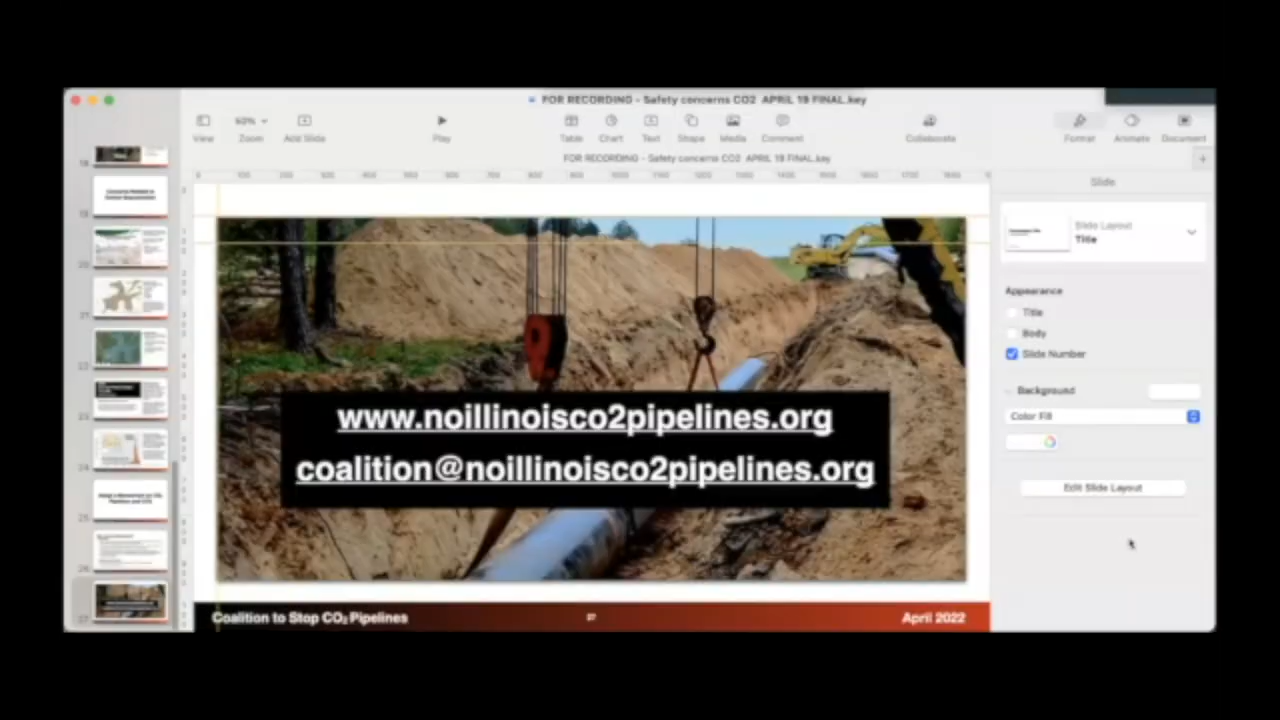 FOR RECORDING - Safety concerns CO2 APRIL 19 FINAL.key
View
60%
Zoom
Add Slide
Play
Table
Chart
Text
Shape
Media
Comment
Collaborate
Format
Animate
Document
FOR RECORDING - Safety concerns CO2 APRIL 19 FINAL.key
Slide
Slide Layout
Title
Appearance
Title
Body
Slide Number
Background
Color Fill
Edit Slide Layout
www.noillinoisco2pipelines.org
coalition@noillinoisco2pipelines.org
Coalition to Stop CO₂ Pipelines
27
April 2022